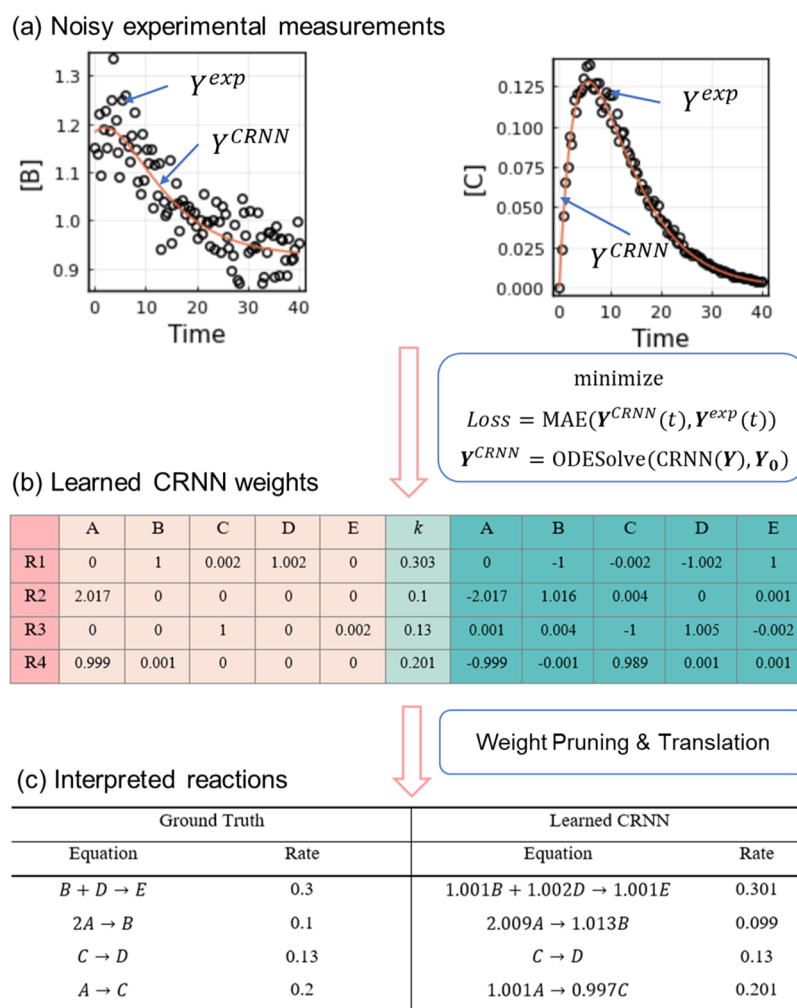 (a) Noisy experimental measurements
1.3
1.2
1.1
1.0
0.9
[B]
Y^{exp}
Y^{CRNN}
0 10 20 30 40
Time
0.125
0.100
0.075
0.050
0.025
0.000
[C]
Y^{exp}
Y^{CRNN}
0 10 20 30 40
Time
minimize
Loss = MAE(Y^{CRNN}(t), Y^{exp}(t))
Y^{CRNN} = ODESolve(CRNN(Y), Y_0)
(b) Learned CRNN weights
A B C D E k A B C D E
R1 0 1 0.002 1.002 0 0.303 0 -1 -0.002 -1.002 1
R2 2.017 0 0 0 0 0.1 -2.017 1.016 0.004 0 0.001
R3 0 0 1 0 0.002 0.13 0.001 0.004 -1 1.005 -0.002
R4 0.999 0.001 0 0 0 0.201 -0.999 -0.001 0.989 0.001 0.001
Weight Pruning & Translation
(c) Interpreted reactions
Ground Truth Learned CRNN
Equation Rate Equation Rate
B + D → E 0.3 1.001B + 1.002D → 1.001E 0.301
2A → B 0.1 2.009A → 1.013B 0.099
C → D 0.13 C → D 0.13
A → C 0.2 1.001A → 0.997C 0.201